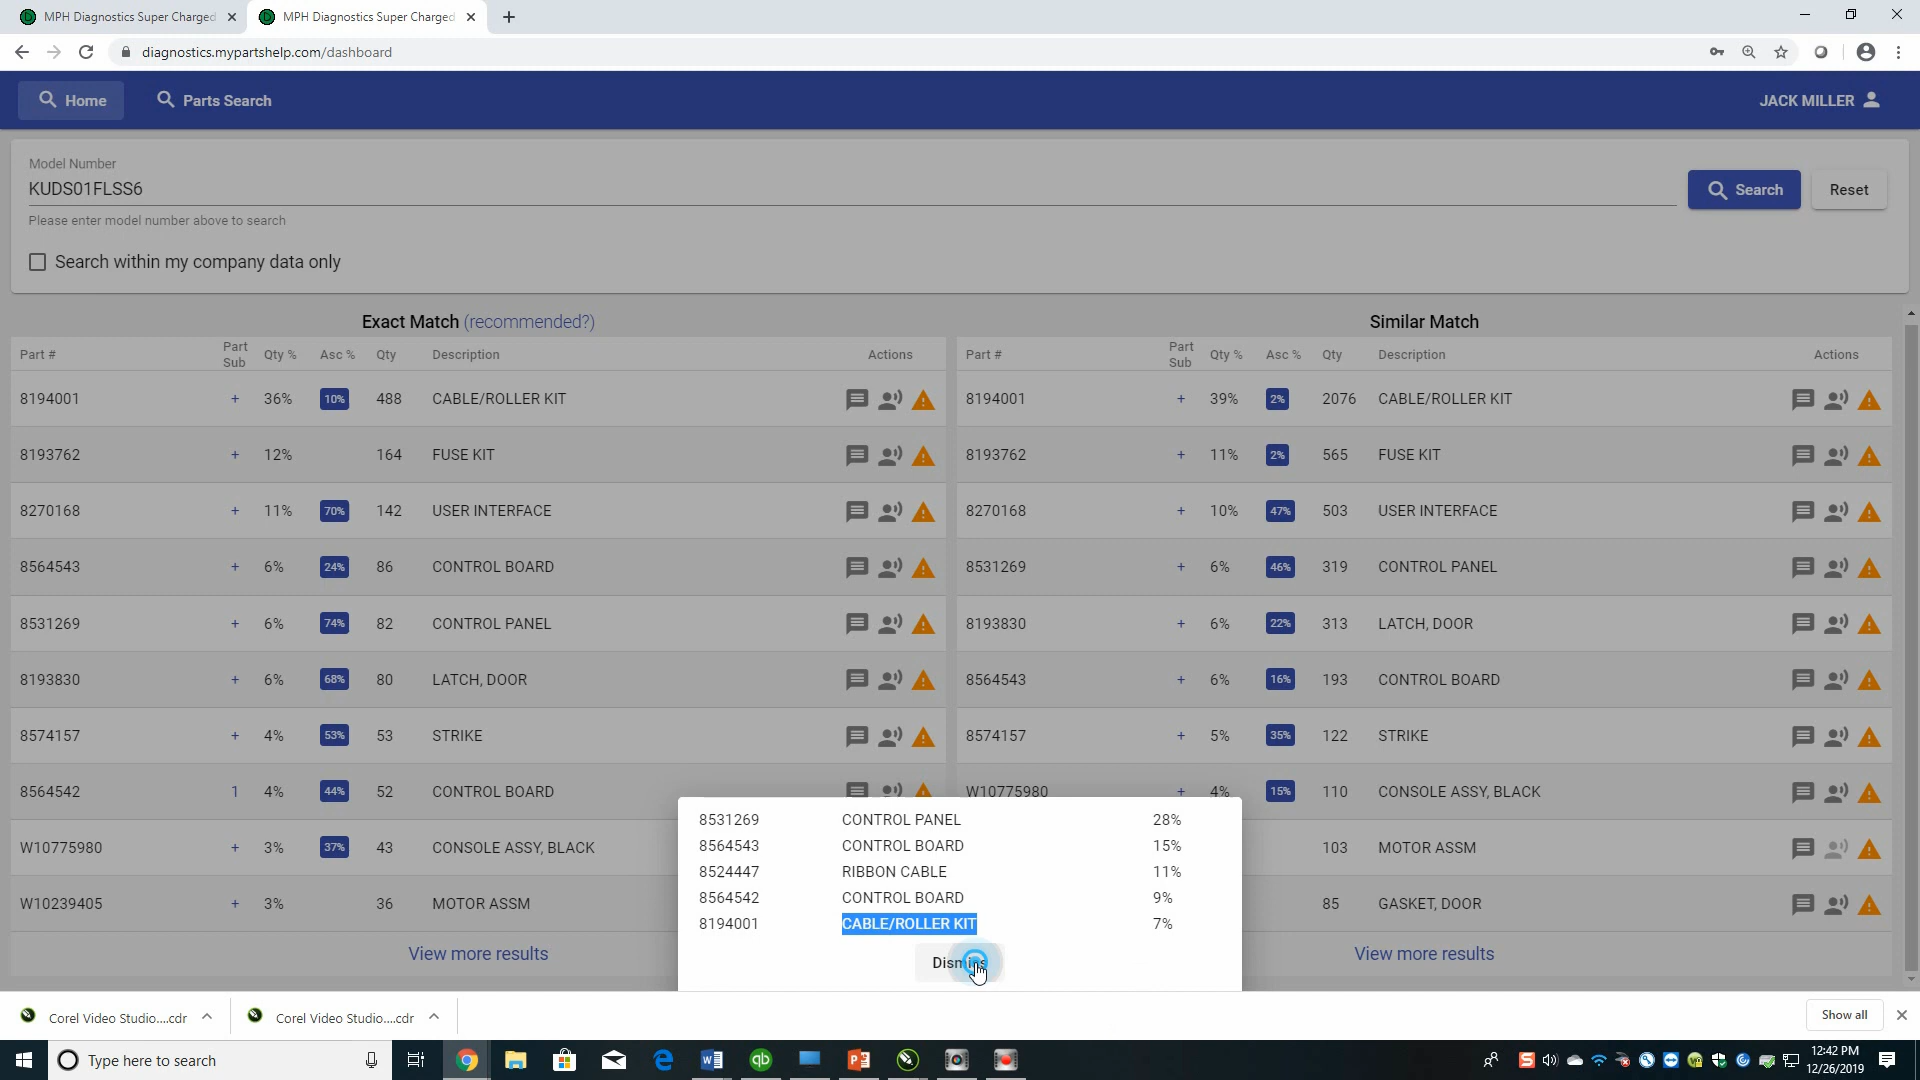 MPH Diagnostics Super Charged
MPH Diagnostics Super Charged
diagnostics.mypartshelp.com/dashboard
Home
Parts Search
JACK MILLER
Model Number
KUDS01FLSS6
Search
Reset
Please enter model number above to search
Search within my company data only
Exact Match (recommended?)
Part # Part Sub Qty % Asc % Qty Description Actions
8194001 + 36% 10% 488 CABLE/ROLLER KIT
8193762 + 12% 164 FUSE KIT
8270168 + 11% 70% 142 USER INTERFACE
8564543 + 6% 24% 86 CONTROL BOARD
8531269 + 6% 74% 82 CONTROL PANEL
8193830 + 6% 68% 80 LATCH, DOOR
8574157 + 4% 53% 53 STRIKE
8564542 1 4% 44% 52 CONTROL BOARD
W10775980 + 3% 37% 43 CONSOLE ASSY, BLACK
W10239405 + 3% 36 MOTOR ASSM
View more results
Similar Match
Part # Part Sub Qty % Asc % Qty Description Actions
8194001 + 39% 2% 2076 CABLE/ROLLER KIT
8193762 + 11% 2% 565 FUSE KIT
8270168 + 10% 47% 503 USER INTERFACE
8531269 + 6% 46% 319 CONTROL PANEL
8193830 + 6% 22% 313 LATCH, DOOR
8564543 + 6% 16% 193 CONTROL BOARD
8574157 + 5% 35% 122 STRIKE
W10775980 + 4% 15% 110 CONSOLE ASSY, BLACK
103 MOTOR ASSM
85 GASKET, DOOR
View more results
8531269 CONTROL PANEL 28%
8564543 CONTROL BOARD 15%
8524447 RIBBON CABLE 11%
8564542 CONTROL BOARD 9%
8194001 CABLE/ROLLER KIT 7%
Dismiss
Corel Video Studio....cdr
Corel Video Studio....cdr
Show all
Type here to search
12:42 PM
12/26/2019